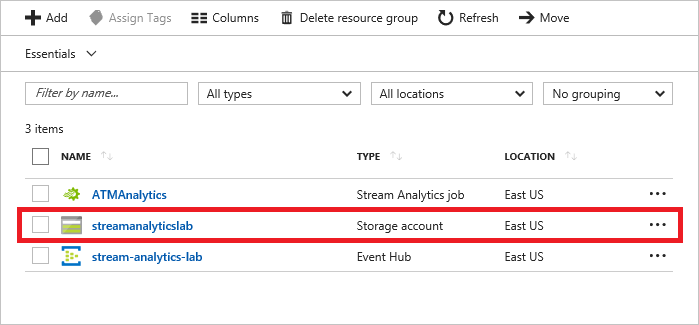 Add Assign Tags Columns Delete resource group Refresh Move
Essentials
Filter by name... All types All locations No grouping
3 items
NAME TYPE LOCATION
ATMAnalytics Stream Analytics job East US
streamanalyticslab Storage account East US
stream-analytics-lab Event Hub East US